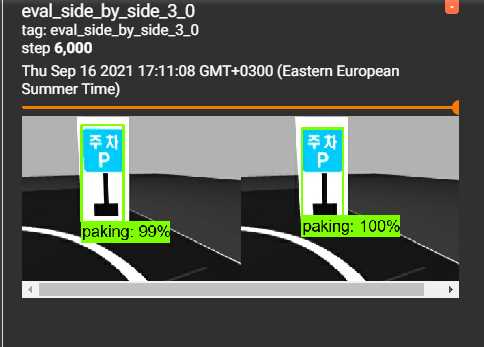 eval_side_by_side_3_0
tag: eval_side_by_side_3_0
step 6,000
Thu Sep 16 2021 17:11:08 GMT+0300 (Eastern European
Summer Time)
주차
P
paking: 99%
주차
P
paking: 100%